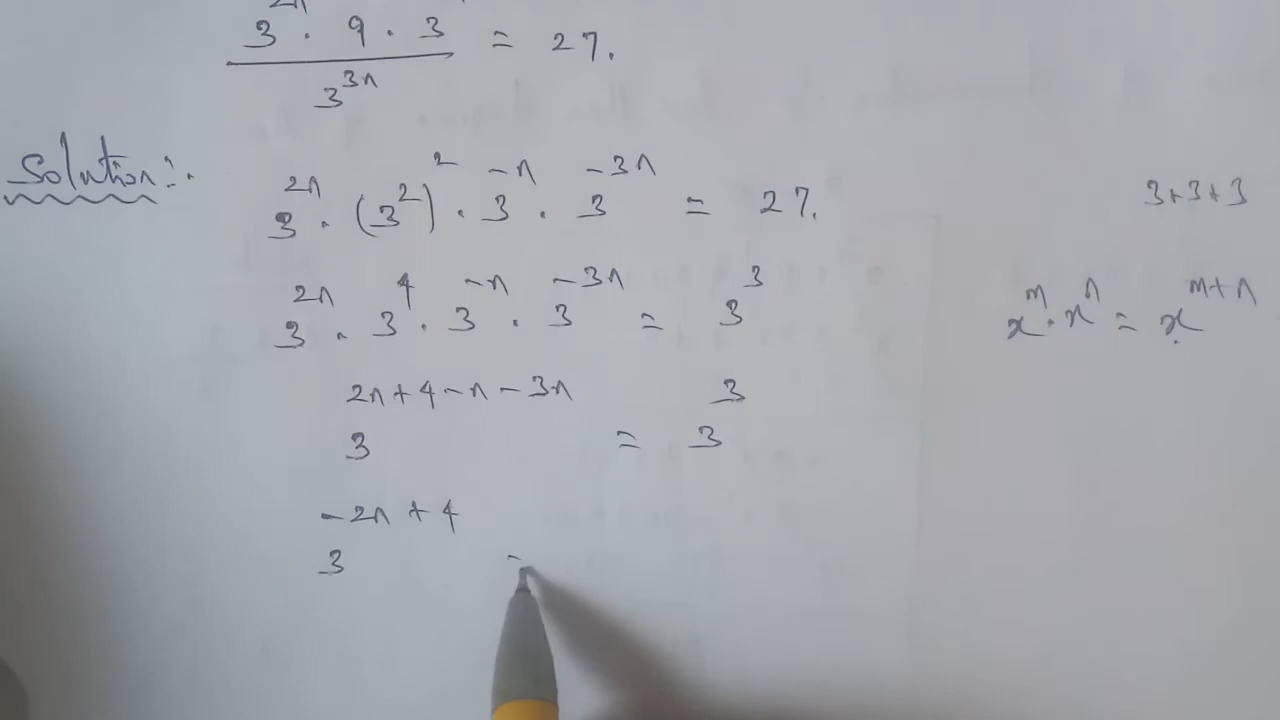 3^{2n} . 9 . 3
3^{3n} = 27.
Solution:.
3^{2n} . (3^2)^2 . 3^{-n} . 3^{-3n} = 27.
3+3+3
3^{2n} . 3^4 . 3^{-n} . 3^{-3n} = 3^3
x^m . x^n = x^{m+n}
3^{2n+4-n-3n} = 3^3
3^{-2n+4} -